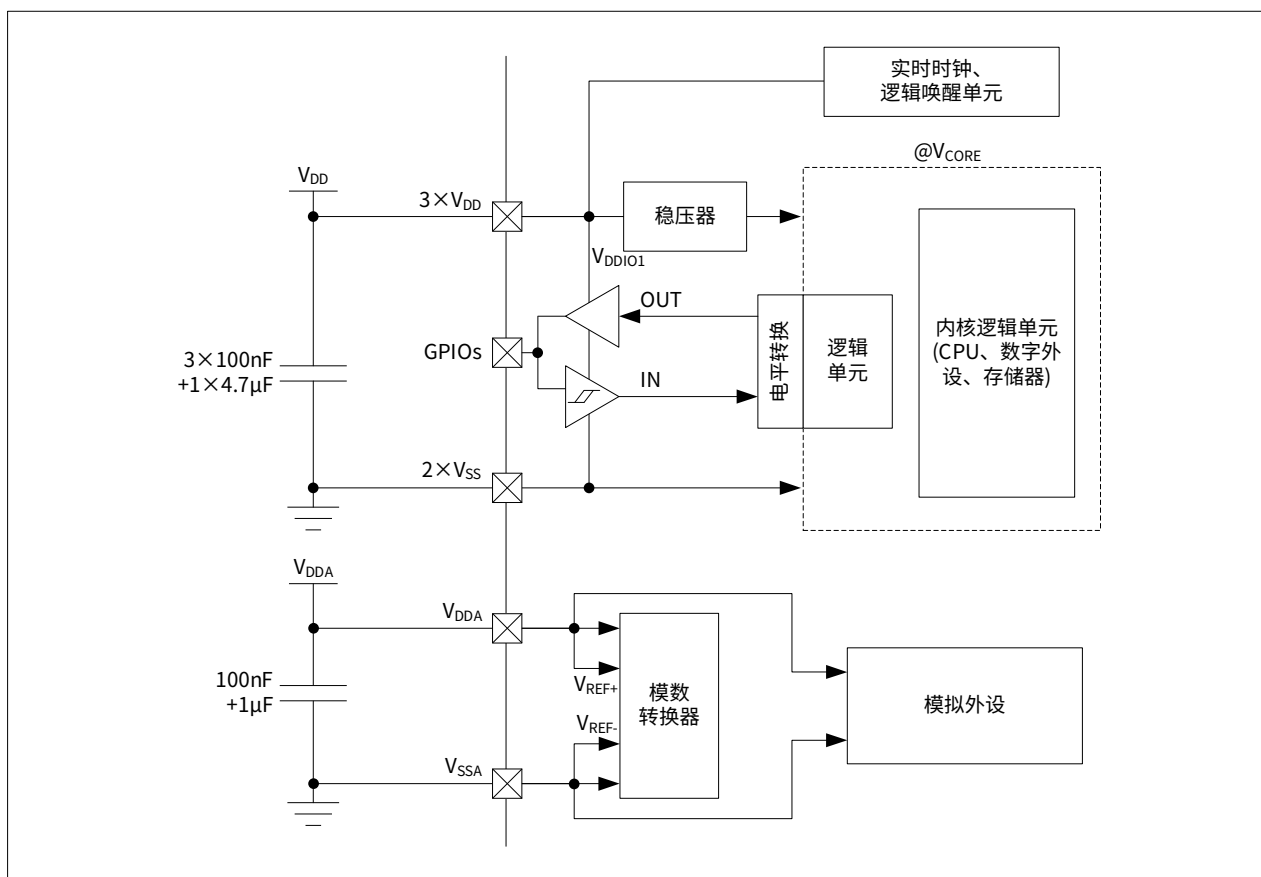 实时时钟、
逻辑唤醒单元
@VCORE
VDD
3×VDD
稳压器
VDDIO1
OUT
GPIOs
电平转换
逻辑
单元
内核逻辑单元
(CPU、数字外
设、存储器)
3×100nF
+1×4.7μF
IN
2×VSS
VDDA
VDDA
100nF
+1μF
VREF+
模数
转换器
VREF-
模拟外设
VSSA